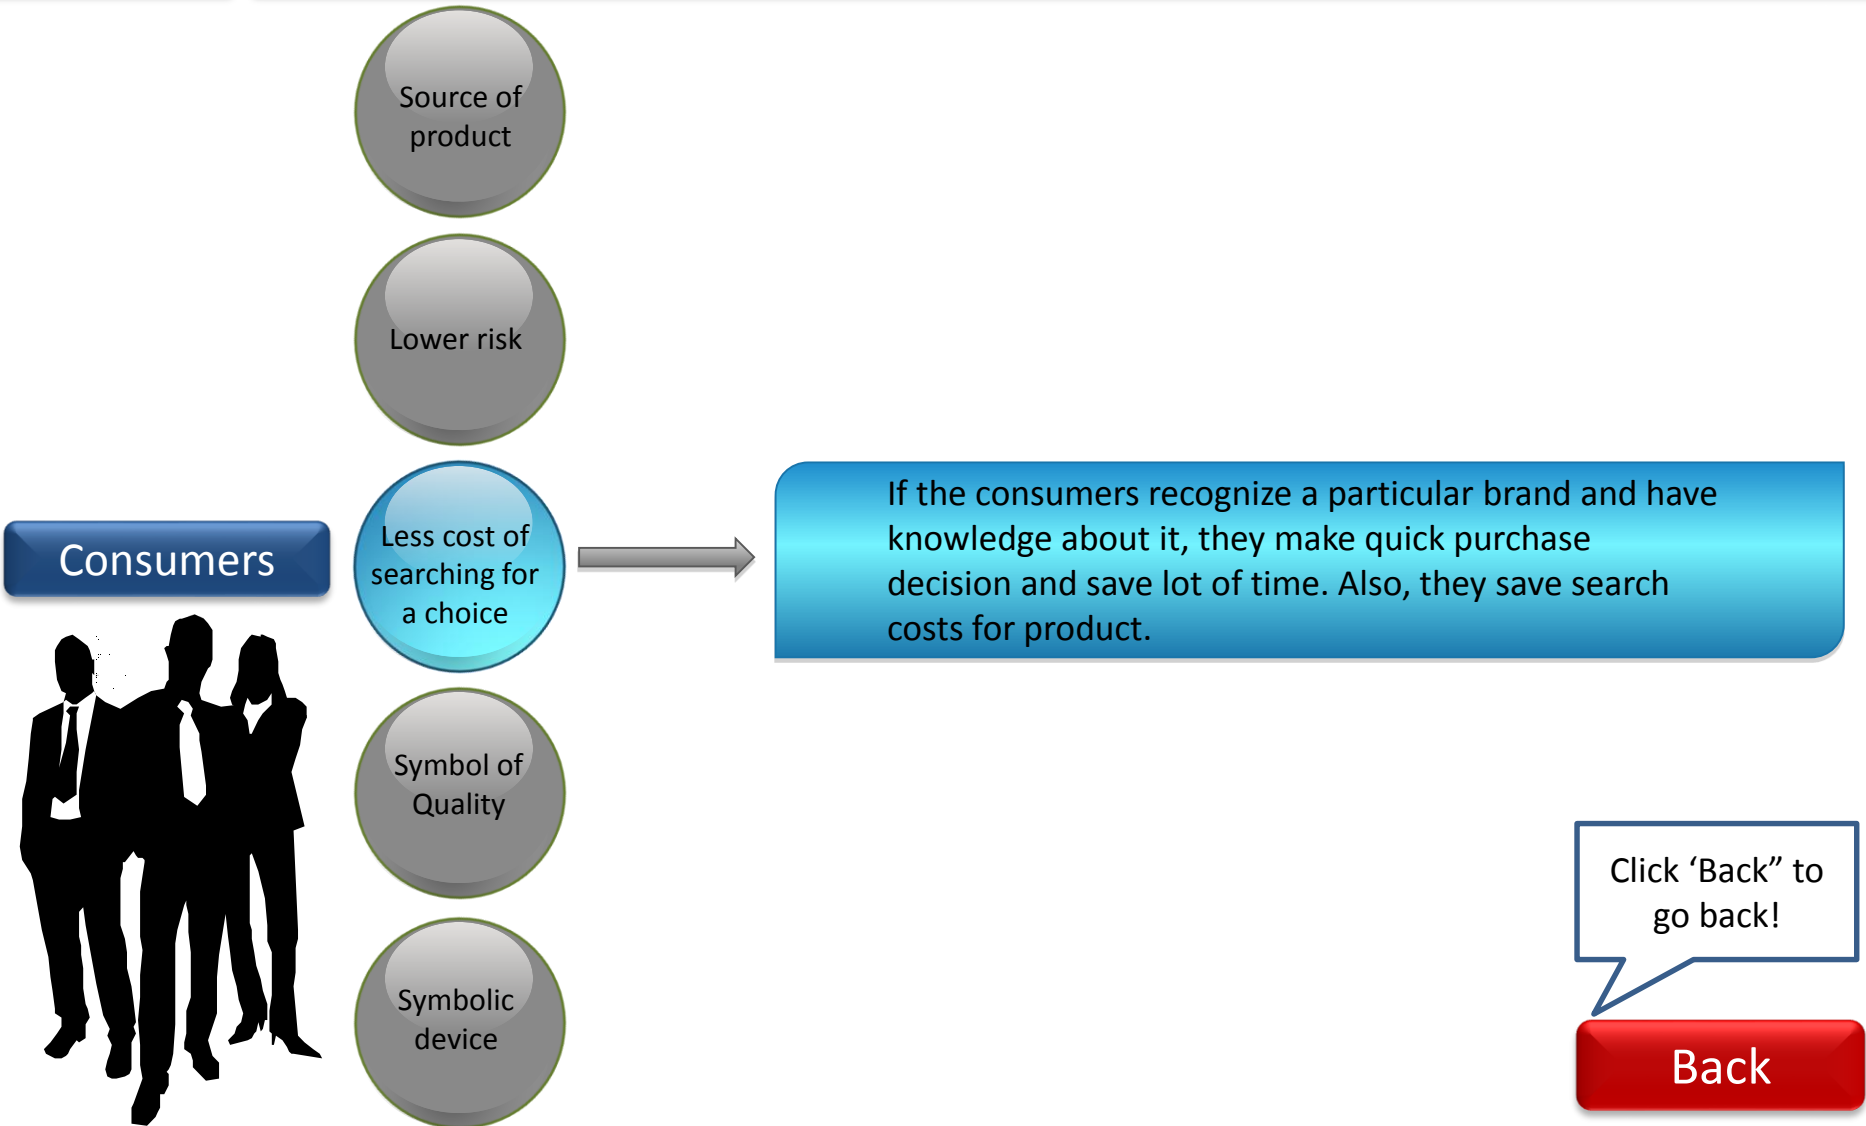 Source of
product
Lower risk
Consumers
Less cost of
searching for
a choice
If the consumers recognize a particular brand and have
knowledge about it, they make quick purchase
decision and save lot of time. Also, they save search
costs for product.
Symbol of
Quality
Symbolic
device
Click ‘Back” to
go back!
Back